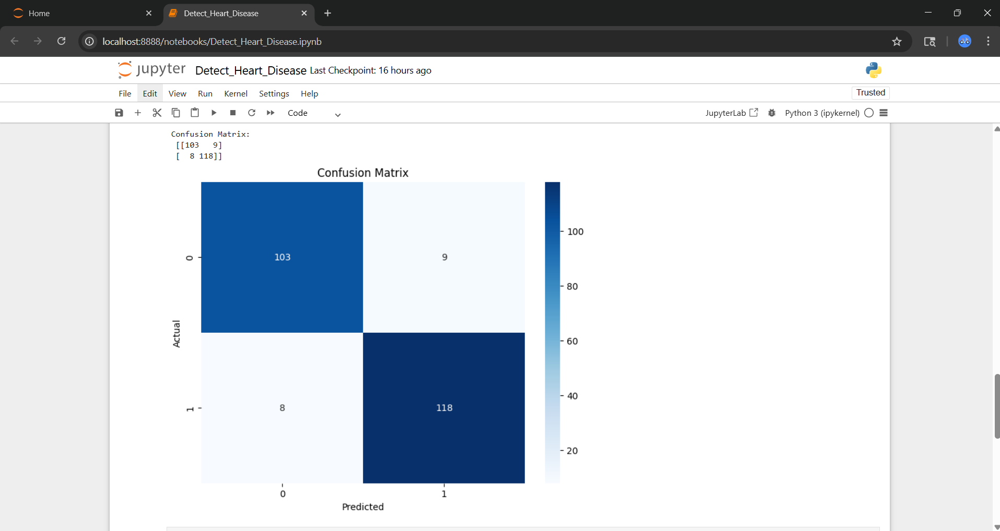 Home
Detect_Heart_Disease
localhost:8888/notebooks/Detect_Heart_Disease.ipynb
jupyter Detect_Heart_Disease Last Checkpoint: 16 hours ago
File Edit View Run Kernel Settings Help
Trusted
Code
JupyterLab Python 3 (ipykernel)
Confusion Matrix:
[[103   9]
[  8 118]]
Confusion Matrix
103 9
8 118
0
1
Actual
0 1
Predicted
100
80
60
40
20